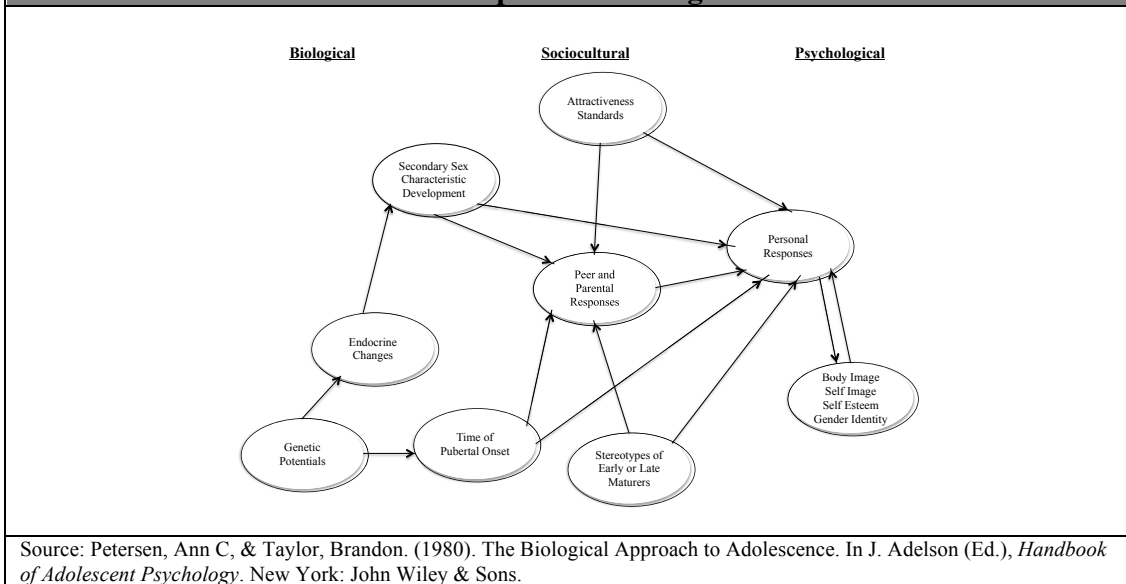 Biological Sociocultural Psychological
Attractiveness
Standards
Secondary Sex
Characteristic
Development
Personal
Responses
Peer and
Parental
Responses
Endocrine
Changes
Body Image
Self Image
Self Esteem
Gender Identity
Genetic
Potentials
Time of
Pubertal Onset
Stereotypes of
Early or Late
Maturers
Source: Petersen, Ann C, & Taylor, Brandon. (1980). The Biological Approach to Adolescence. In J. Adelson (Ed.), Handbook
of Adolescent Psychology. New York: John Wiley & Sons.